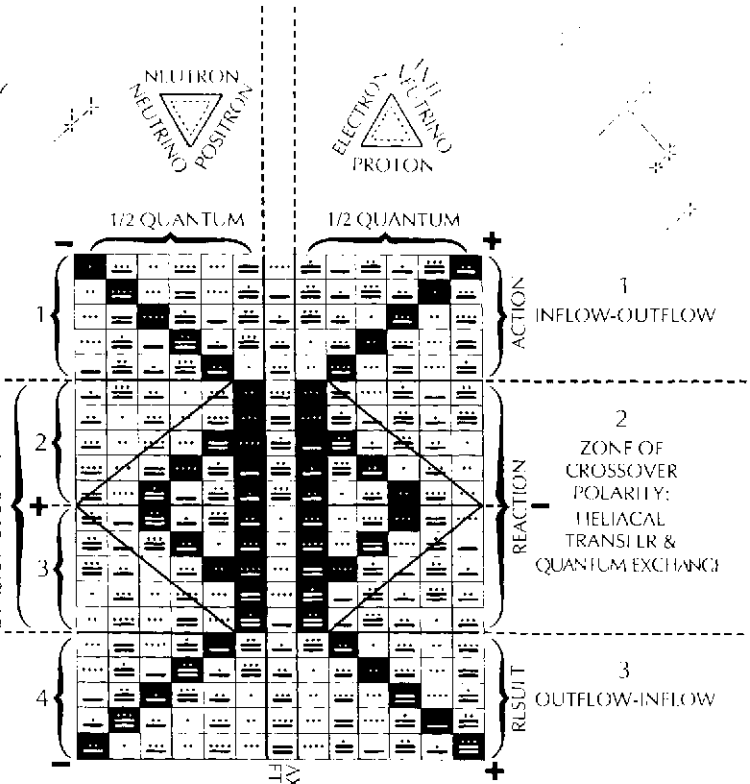 NEUTRON
NEUTRINO
POSITRON
ELECTRON
NEUTRINO
PROTON
1/2 QUANTUM
1/2 QUANTUM
- +
1
ACTION
1
INFLOW-OUTFLOW
2
+
3
REACTION
-
2
ZONE OF
CROSSOVER
POLARITY:
HELIACAL
TRANSFER &
QUANTUM EXCHANGE
4
RESULT
3
OUTFLOW-INFLOW
- +